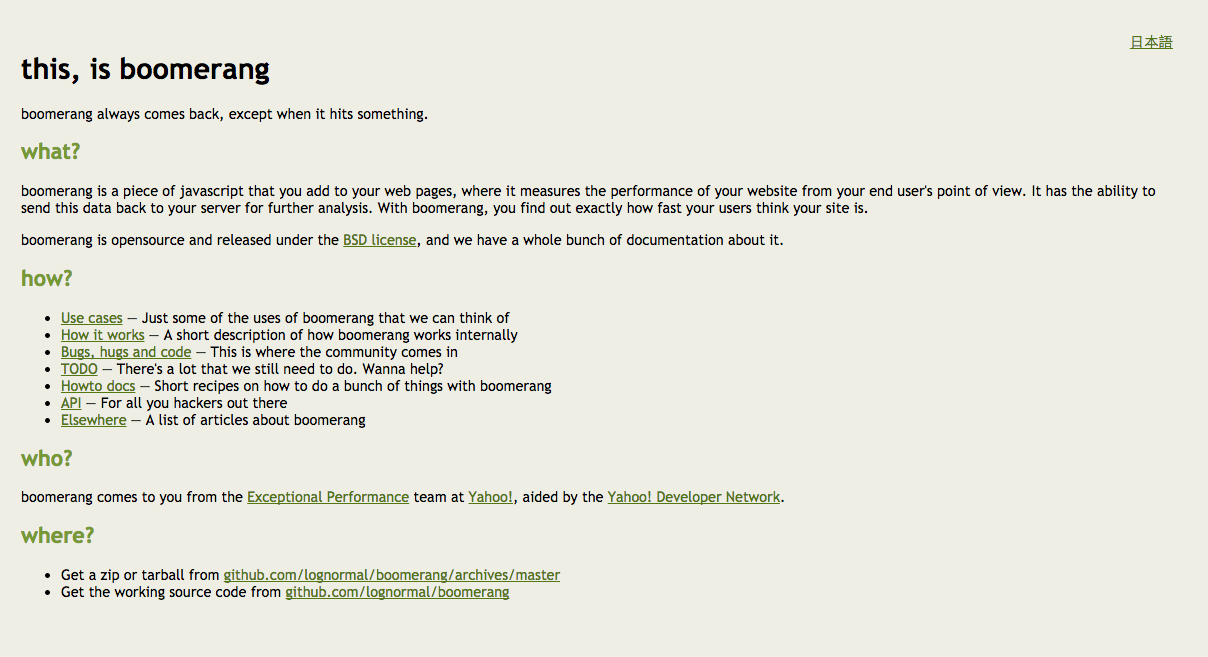 日本語
this, is boomerang
boomerang always comes back, except when it hits something.
what?
boomerang is a piece of javascript that you add to your web pages, where it measures the performance of your website from your end user's point of view. It has the ability to
send this data back to your server for further analysis. With boomerang, you find out exactly how fast your users think your site is.
boomerang is opensource and released under the BSD license, and we have a whole bunch of documentation about it.
how?
• Use cases — Just some of the uses of boomerang that we can think of
• How it works — A short description of how boomerang works internally
• Bugs, hugs and code — This is where the community comes in
• TODO — There's a lot that we still need to do. Wanna help?
• Howto docs — Short recipes on how to do a bunch of things with boomerang
• API — For all you hackers out there
• Elsewhere — A list of articles about boomerang
who?
boomerang comes to you from the Exceptional Performance team at Yahoo!, aided by the Yahoo! Developer Network.
where?
• Get a zip or tarball from github.com/lognormal/boomerang/archives/master
• Get the working source code from github.com/lognormal/boomerang